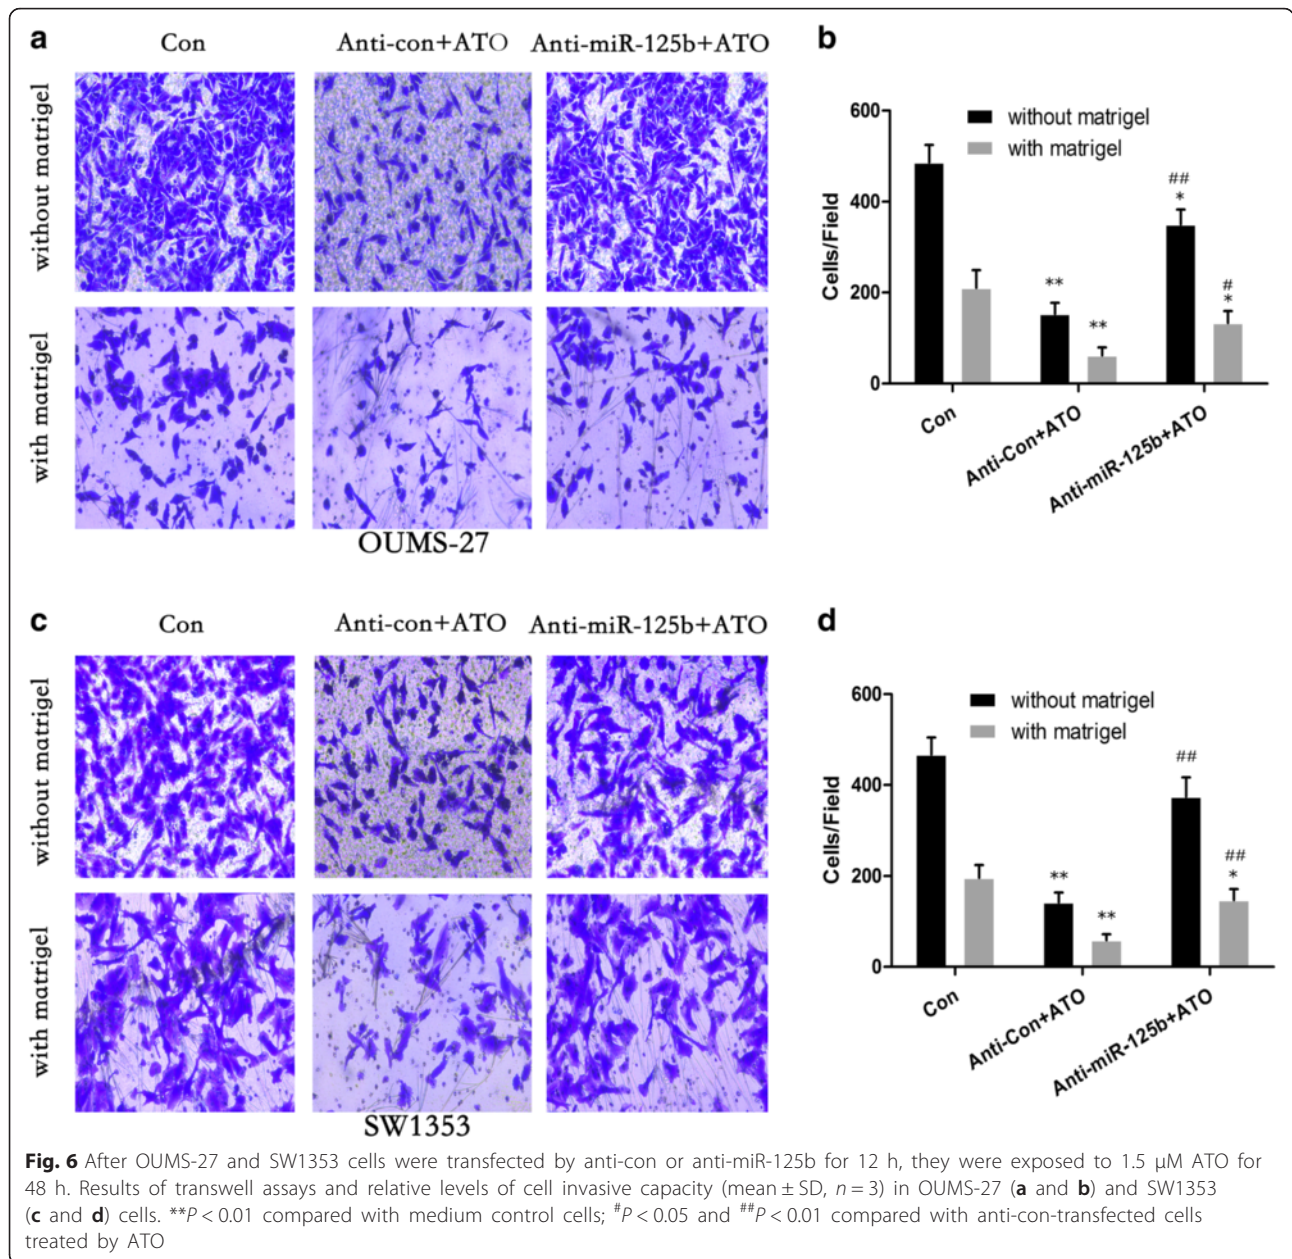 a
Con
Anti-con+ATO
Anti-miR-125b+ATO
without matrigel
with matrigel
OUMS-27
b
600
400
200
0
Cells/Field
without matrigel
with matrigel
**
**
##
*
#
*
Con
Anti-Con+ATO
Anti-miR-125b+ATO
c
Con
Anti-con+ATO
Anti-miR-125b+ATO
without matrigel
with matrigel
SW1353
d
600
400
200
0
Cells/Field
without matrigel
with matrigel
**
**
##
##
*
Con
Anti-Con+ATO
Anti-miR-125b+ATO
Fig. 6 After OUMS-27 and SW1353 cells were transfected by anti-con or anti-miR-125b for 12 h, they were exposed to 1.5 μM ATO for
48 h. Results of transwell assays and relative levels of cell invasive capacity (mean ± SD, n = 3) in OUMS-27 (a and b) and SW1353
(c and d) cells. **P < 0.01 compared with medium control cells; #P < 0.05 and ##P < 0.01 compared with anti-con-transfected cells
treated by ATO